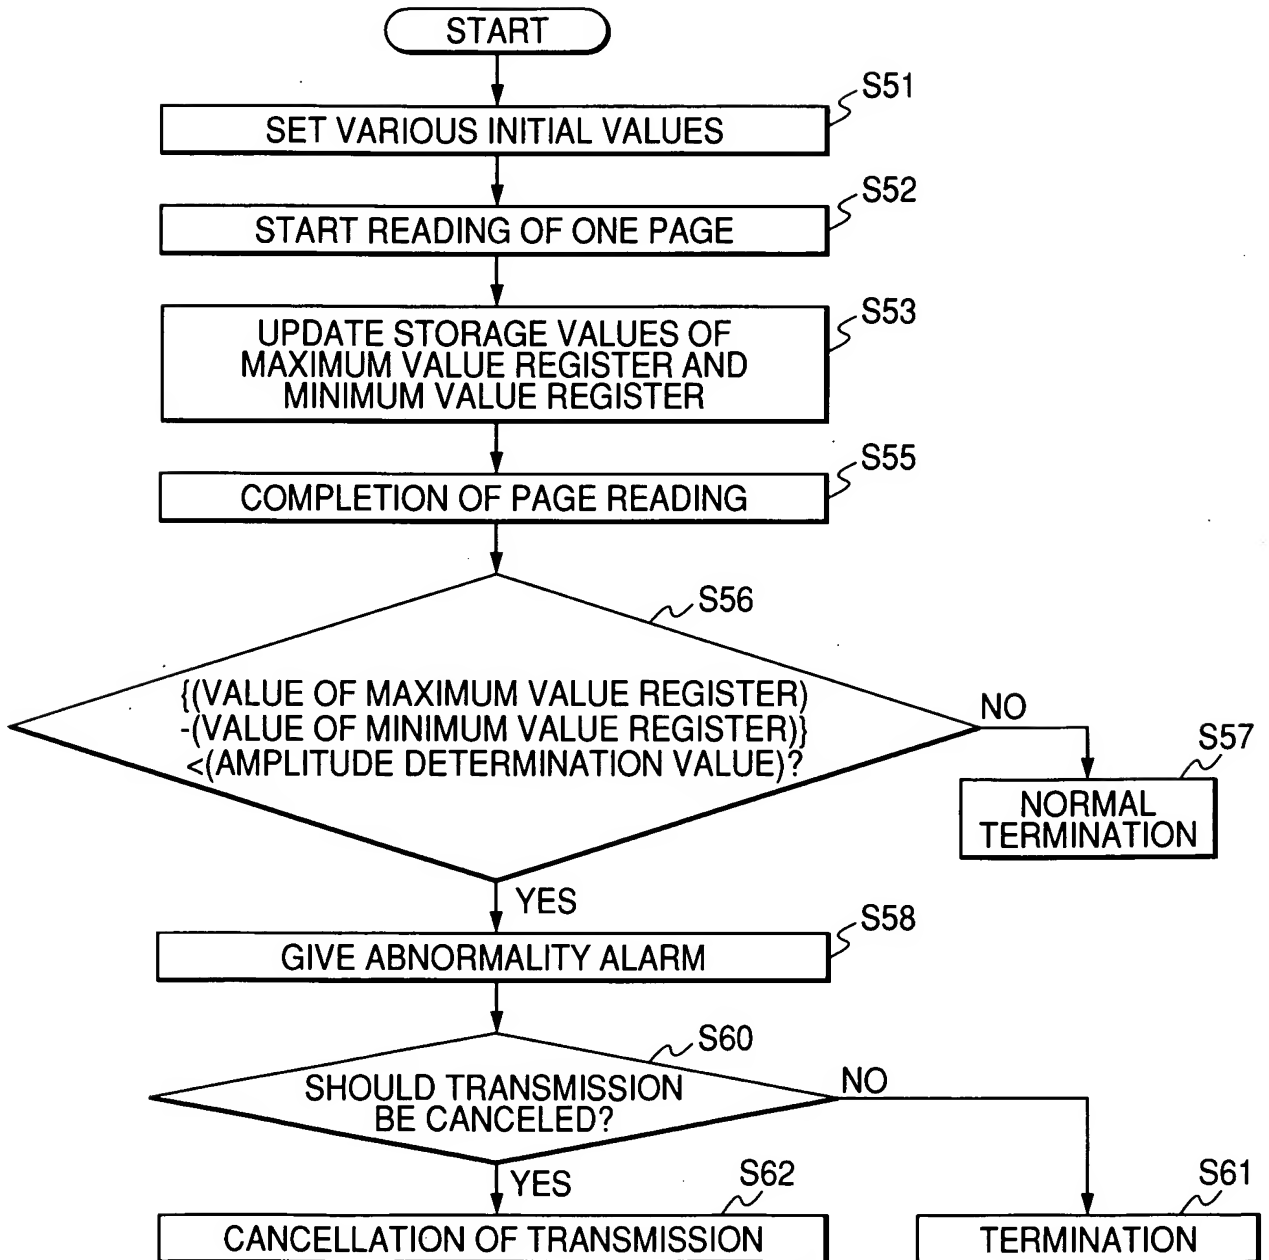 START
S51
SET VARIOUS INITIAL VALUES
S52
START READING OF ONE PAGE
S53
UPDATE STORAGE VALUES OF
MAXIMUM VALUE REGISTER AND
MINIMUM VALUE REGISTER
S55
COMPLETION OF PAGE READING
S56
{(VALUE OF MAXIMUM VALUE REGISTER)
-(VALUE OF MINIMUM VALUE REGISTER)}
<(AMPLITUDE DETERMINATION VALUE)?
NO
S57
NORMAL
TERMINATION
YES
S58
GIVE ABNORMALITY ALARM
S60
SHOULD TRANSMISSION
BE CANCELED?
NO
YES
S62
CANCELLATION OF TRANSMISSION
S61
TERMINATION